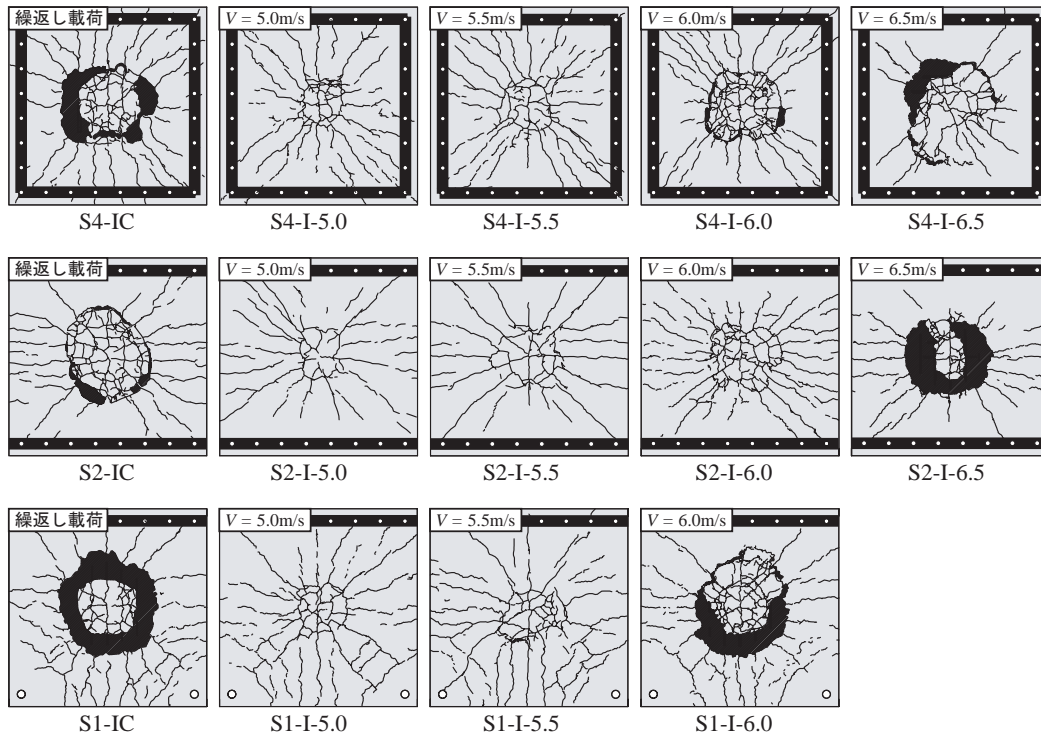 繰返し載荷
V = 5.0m/s
V = 5.5m/s
V = 6.0m/s
V = 6.5m/s
S4-IC
S4-I-5.0
S4-I-5.5
S4-I-6.0
S4-I-6.5
繰返し載荷
V = 5.0m/s
V = 5.5m/s
V = 6.0m/s
V = 6.5m/s
S2-IC
S2-I-5.0
S2-I-5.5
S2-I-6.0
S2-I-6.5
繰返し載荷
V = 5.0m/s
V = 5.5m/s
V = 6.0m/s
S1-IC
S1-I-5.0
S1-I-5.5
S1-I-6.0